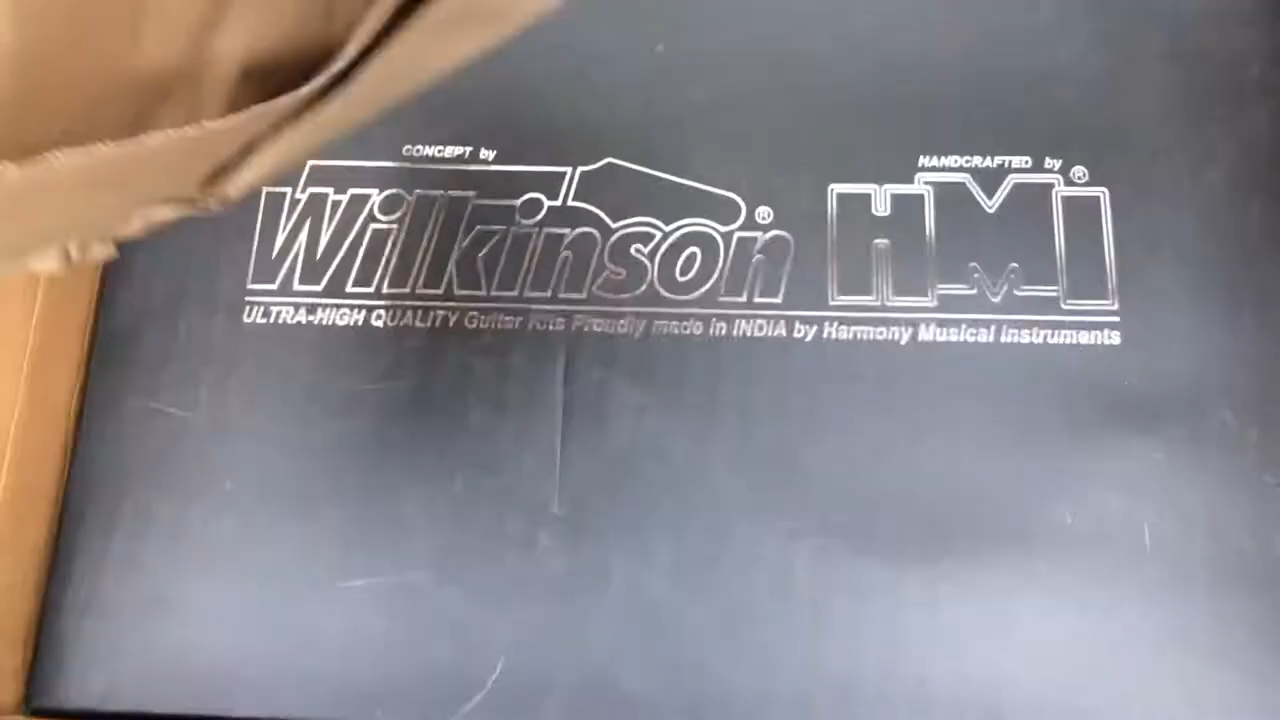 CONCEPT by
Wilkinson®
HANDCRAFTED by
HMI®
ULTRA-HIGH QUALITY Guitar Kits Proudly made in INDIA by Harmony Musical Instruments